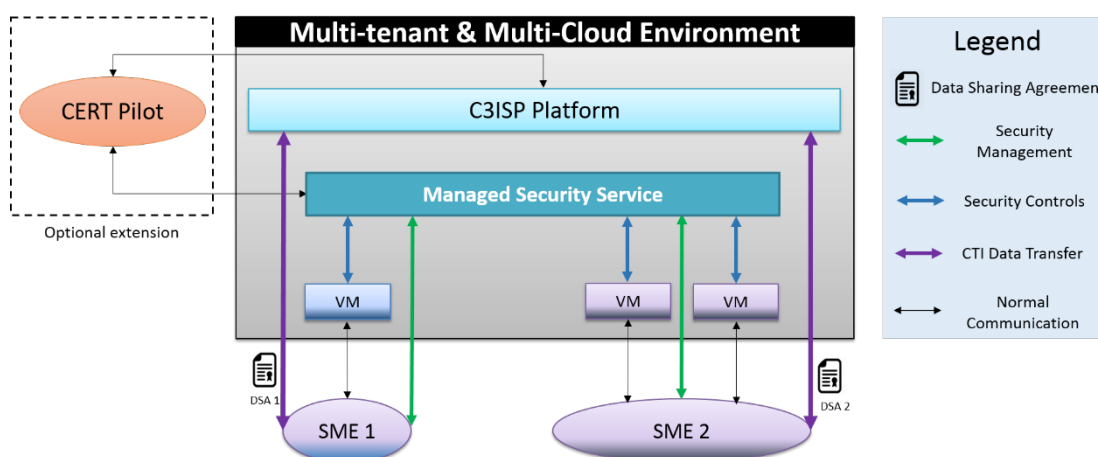 Multi-tenant & Multi-Cloud Environment
CERT Pilot
Optional extension
C3ISP Platform
Managed Security Service
VM
VM
VM
DSA 1
DSA 2
SME 1
SME 2
Legend
Data Sharing Agreemen
Security
Management
Security Controls
CTI Data Transfer
Normal
Communication